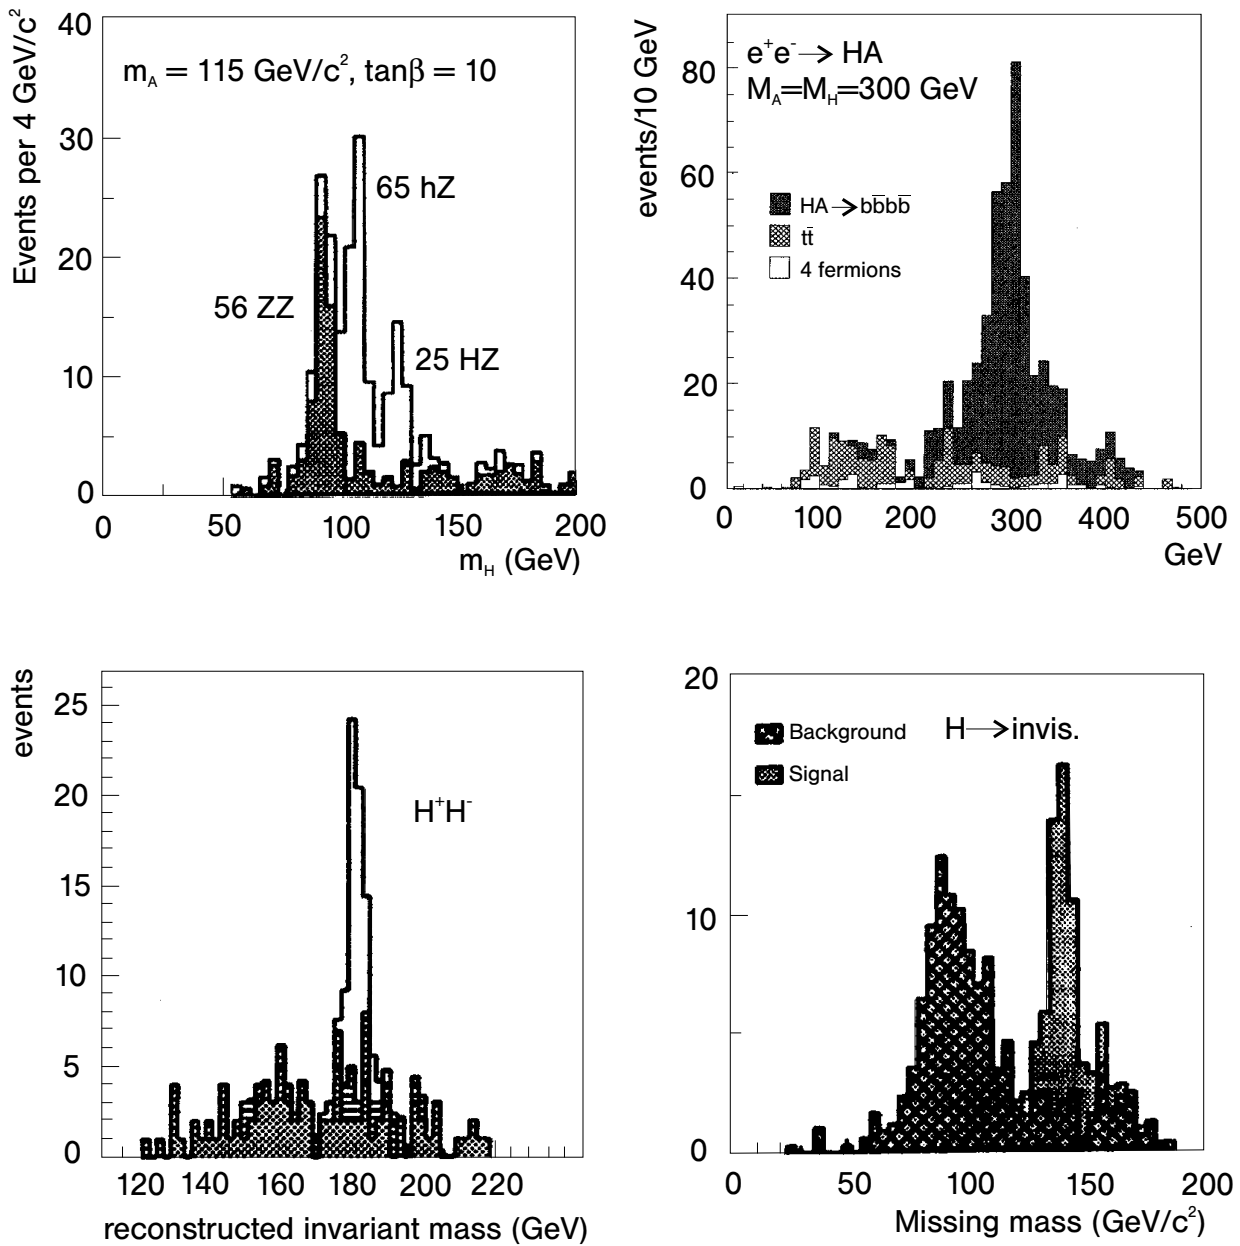 Events per 4 GeV/c²
40
30
20
10
0
m_A = 115 GeV/c², tanβ = 10
65 hZ
56 ZZ
25 HZ
0 50 100 150 200
m_H (GeV)
events/10 GeV
80
60
40
20
0
e⁺e⁻→ HA
M_A=M_H=300 GeV
HA→bb̅bb̅
tt̅
4 fermions
0 100 200 300 400 500
GeV
events
25
20
15
10
5
0
H⁺H⁻
120 140 160 180 200 220
reconstructed invariant mass (GeV)
20
10
0
Background
Signal
H→invis.
0 50 100 150 200
Missing mass (GeV/c²)